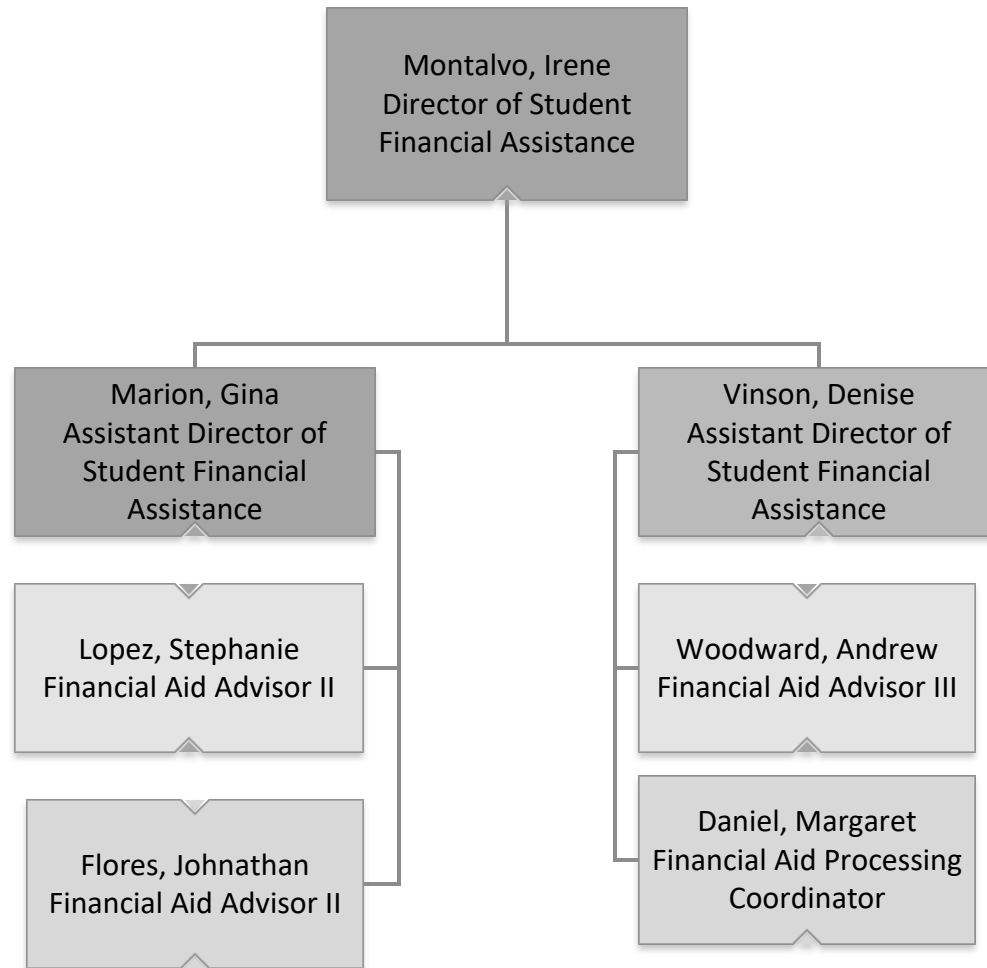 Montalvo, Irene
Director of Student
Financial Assistance
Marion, Gina
Assistant Director of
Student Financial
Assistance
Vinson, Denise
Assistant Director of
Student Financial
Assistance
Lopez, Stephanie
Financial Aid Advisor II
Woodward, Andrew
Financial Aid Advisor III
Flores, Johnathan
Financial Aid Advisor II
Daniel, Margaret
Financial Aid Processing
Coordinator